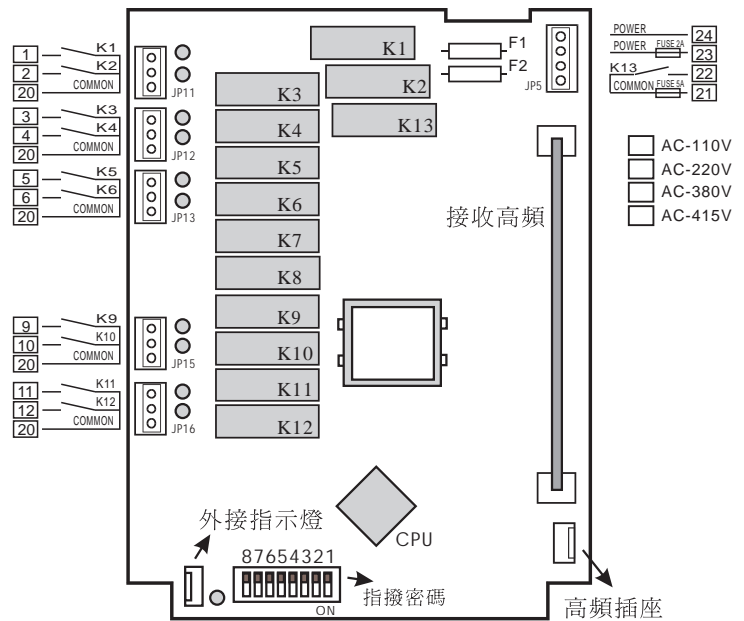 1 K1
2 K2
20 COMMON
JP11
3 K3
4 K4
20 COMMON
JP12
5 K5
6 K6
20 COMMON
JP13
9 K9
10 K10
20 COMMON
JP15
11 K11
12 K12
20 COMMON
JP16
K1
K2
K13
K3
K4
K5
K6
K7
K8
K9
K10
K11
K12
F1
F2
JP5
POWER 24
POWER FUSE 2A 23
K13 22
COMMON FUSE 5A 21
AC-110V
AC-220V
AC-380V
AC-415V
接收高頻
CPU
外接指示燈
87654321
ON
指撥密碼
高頻插座